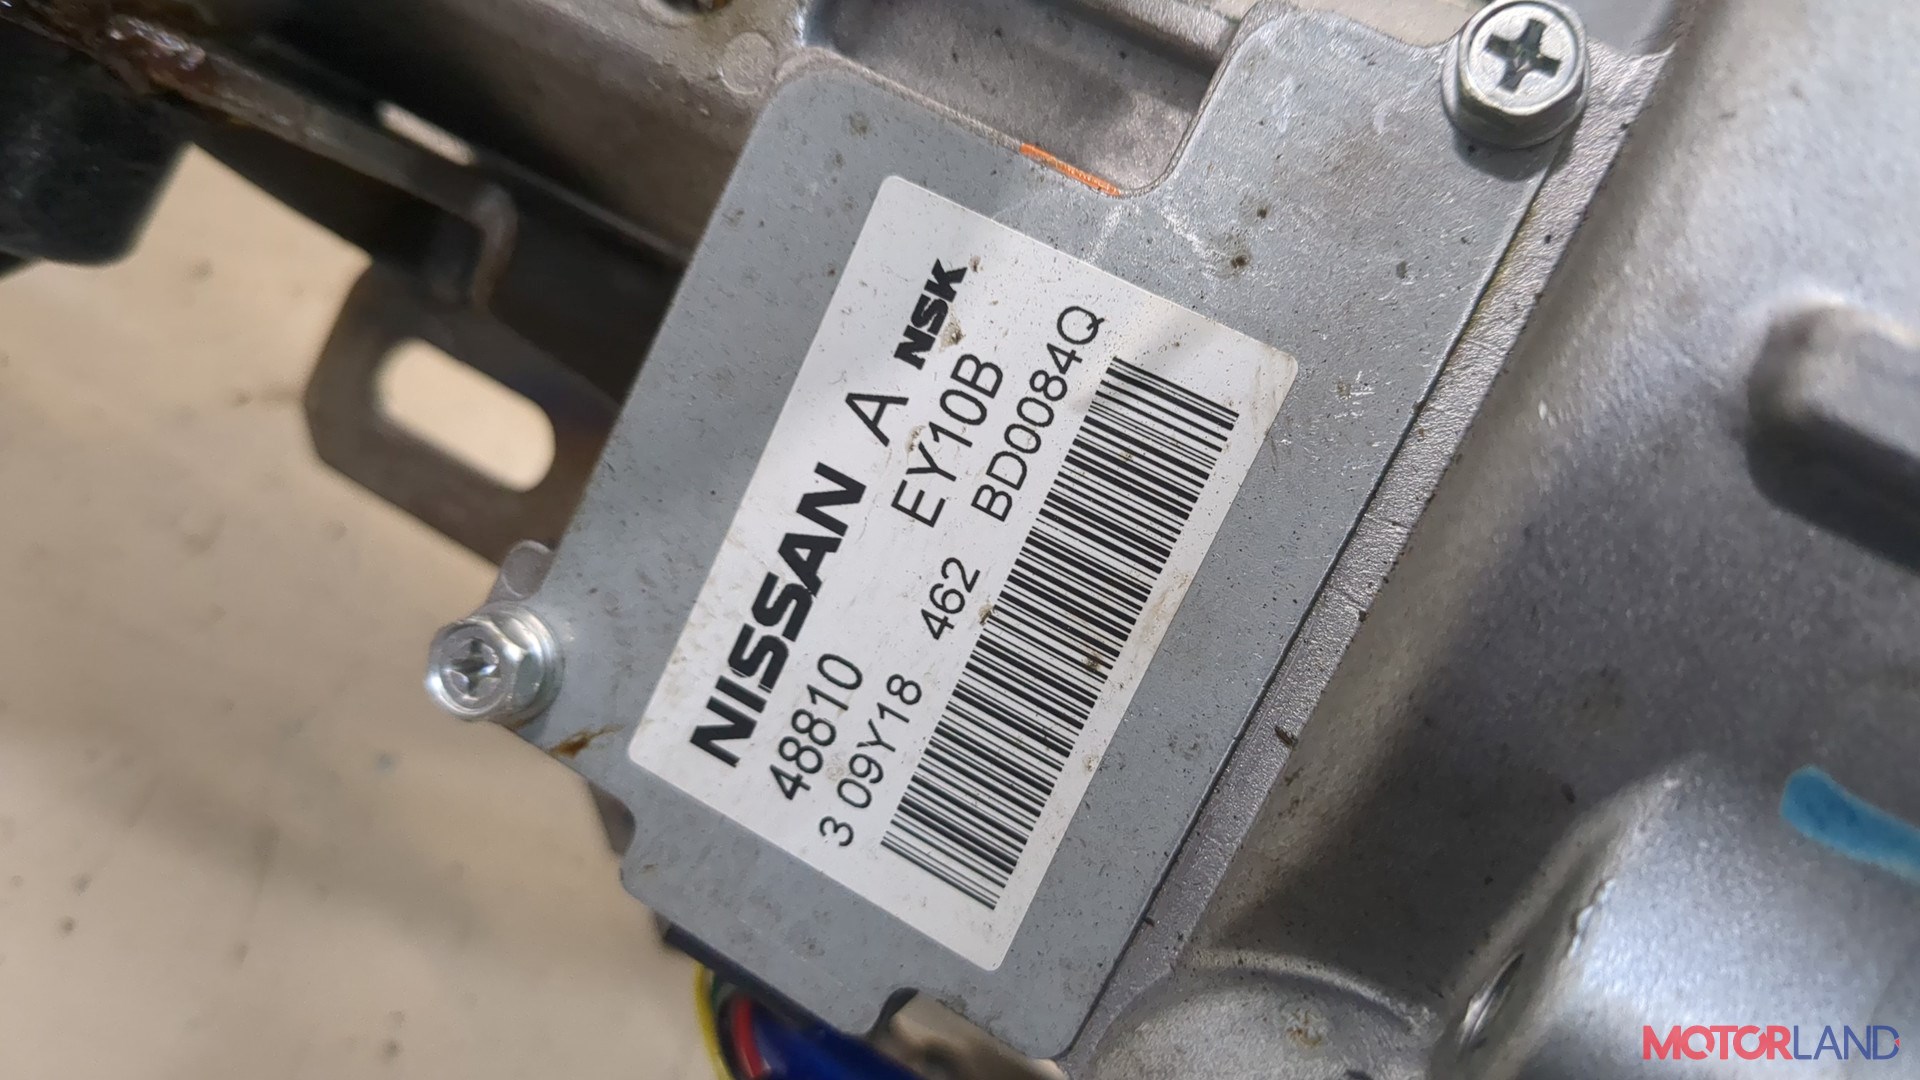 NISSAN A NSK
48810 EY10B
3 09Y18 462 BD0084Q
MOTORLAND